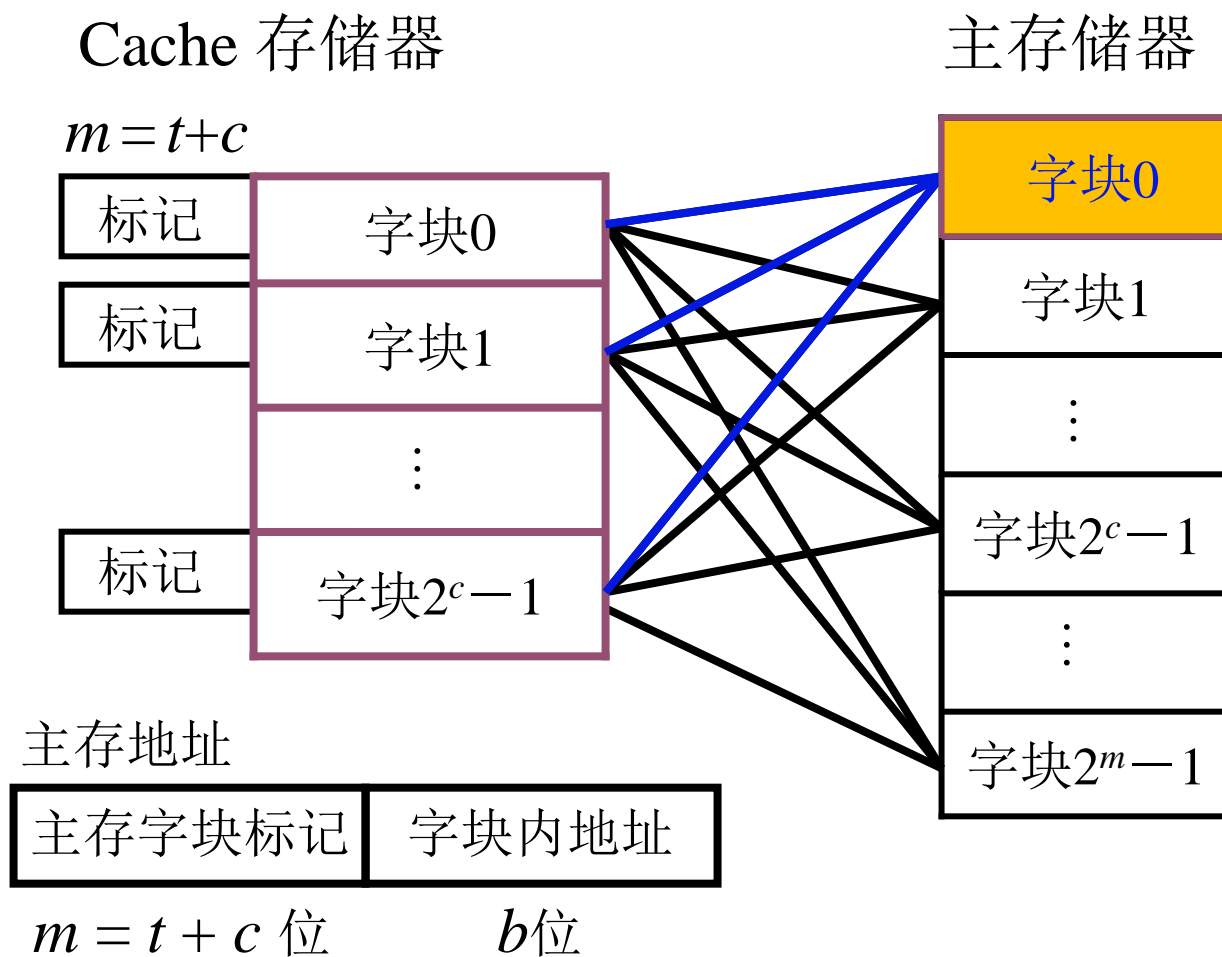 Cache 存储器
m = t+c
标记
字块0
标记
字块1
⋮
标记
字块2ᶜ－1
主存储器
字块0
字块1
⋮
字块2ᶜ－1
⋮
字块2ᵐ－1
主存地址
主存字块标记
字块内地址
m = t + c 位
b位